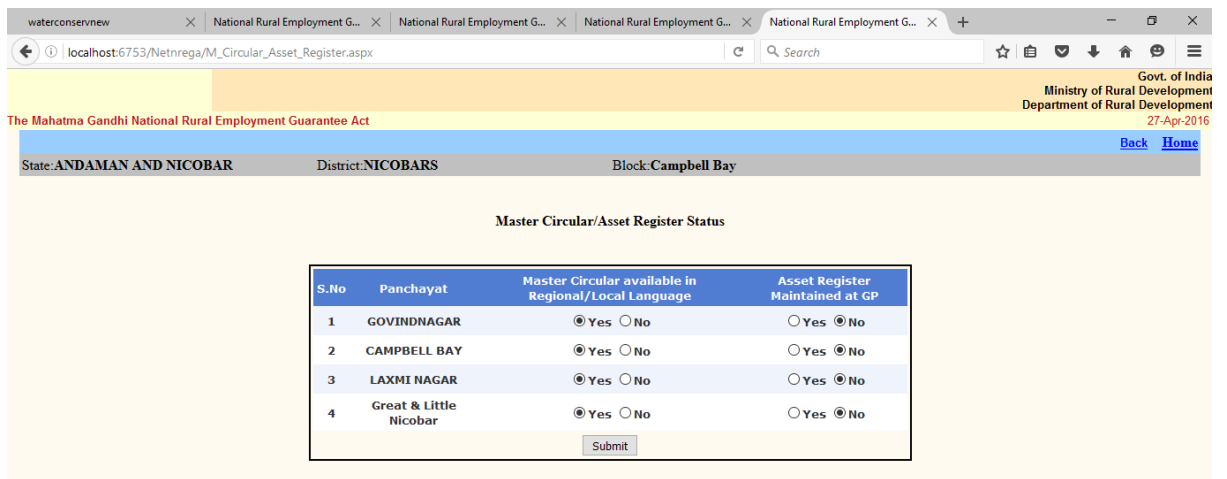 waterconservnew
National Rural Employment G...
National Rural Employment G...
National Rural Employment G...
National Rural Employment G...
localhost:6753/Netnrega/M_Circular_Asset_Register.aspx
Search
Govt. of India
Ministry of Rural Development
Department of Rural Development
The Mahatma Gandhi National Rural Employment Guarantee Act 27-Apr-2016
Back Home
State:ANDAMAN AND NICOBAR District:NICOBARS Block:Campbell Bay
Master Circular/Asset Register Status
S.No Panchayat Master Circular available in Regional/Local Language Asset Register Maintained at GP
1 GOVINDNAGAR Yes No Yes No
2 CAMPBELL BAY Yes No Yes No
3 LAXMI NAGAR Yes No Yes No
4 Great & Little Nicobar Yes No Yes No
Submit